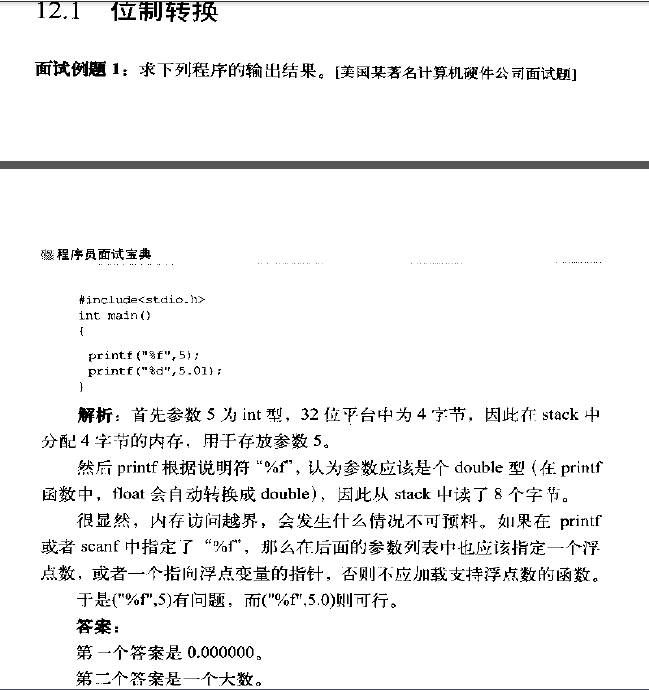 12.1 位制转换
面试例题 1：求下列程序的输出结果。[美国某著名计算机硬件公司面试题]
程序员面试宝典
#include<stdio.h>
int main()
{
printf("%f",5);
printf("%d",5.01);
}
解析：首先参数 5 为 int 型，32 位平台中为 4 字节，因此在 stack 中
分配 4 字节的内存，用于存放参数 5。
然后 printf 根据说明符“%f”，认为参数应该是个 double 型（在 printf
函数中，float 会自动转换成 double），因此从 stack 中读了 8 个字节。
很显然，内存访问越界，会发生什么情况不可预料。如果在 printf
或者 scanf 中指定了“%f”，那么在后面的参数列表中也应该指定一个浮
点数，或者一个指向浮点变量的指针，否则不应加载支持浮点数的函数。
于是("%f",5)有问题，而("%f",5.0)则可行。
答案：
第一个答案是 0.000000。
第二个答案是一个大数。